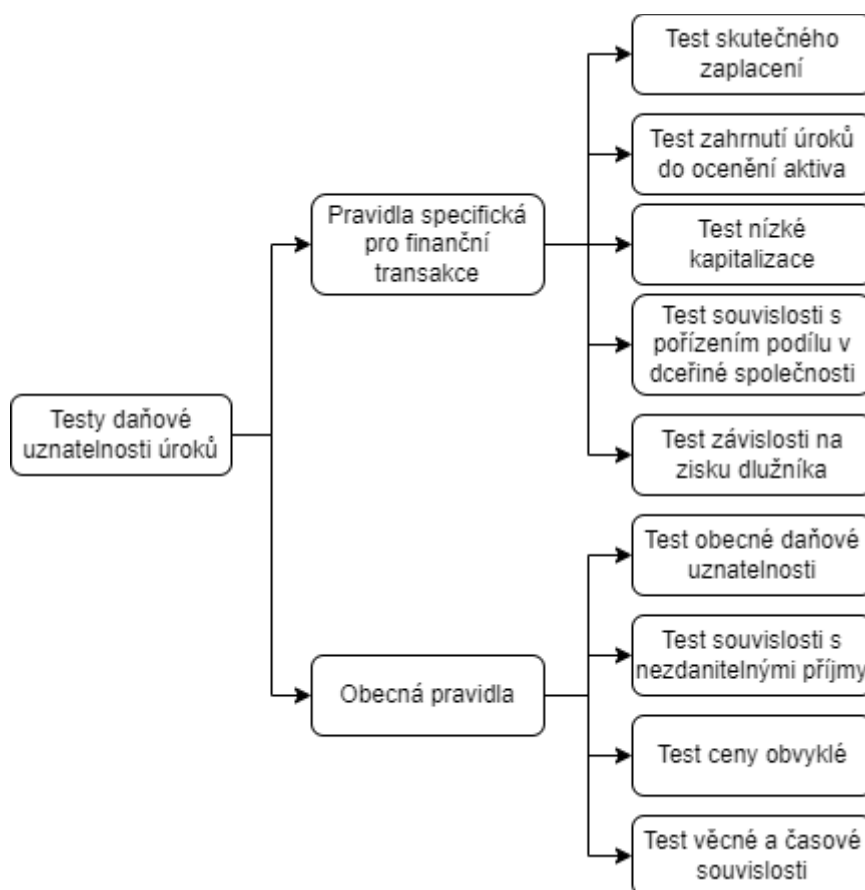 Test skutečného
zaplacení
Test zahrnutí úroků
do ocenění aktiva
Pravidla specifická
pro finanční
transakce
Test nízké
kapitalizace
Test souvislosti s
pořízením podílu v
dceřiné společnosti
Testy daňové
uznatelnosti úroků
Test závislosti na
zisku dlužníka
Test obecné daňové
uznatelnosti
Obecná pravidla
Test souvislosti s
nezdanitelnými příjmy
Test ceny obvyklé
Test věcné a časové
souvislosti